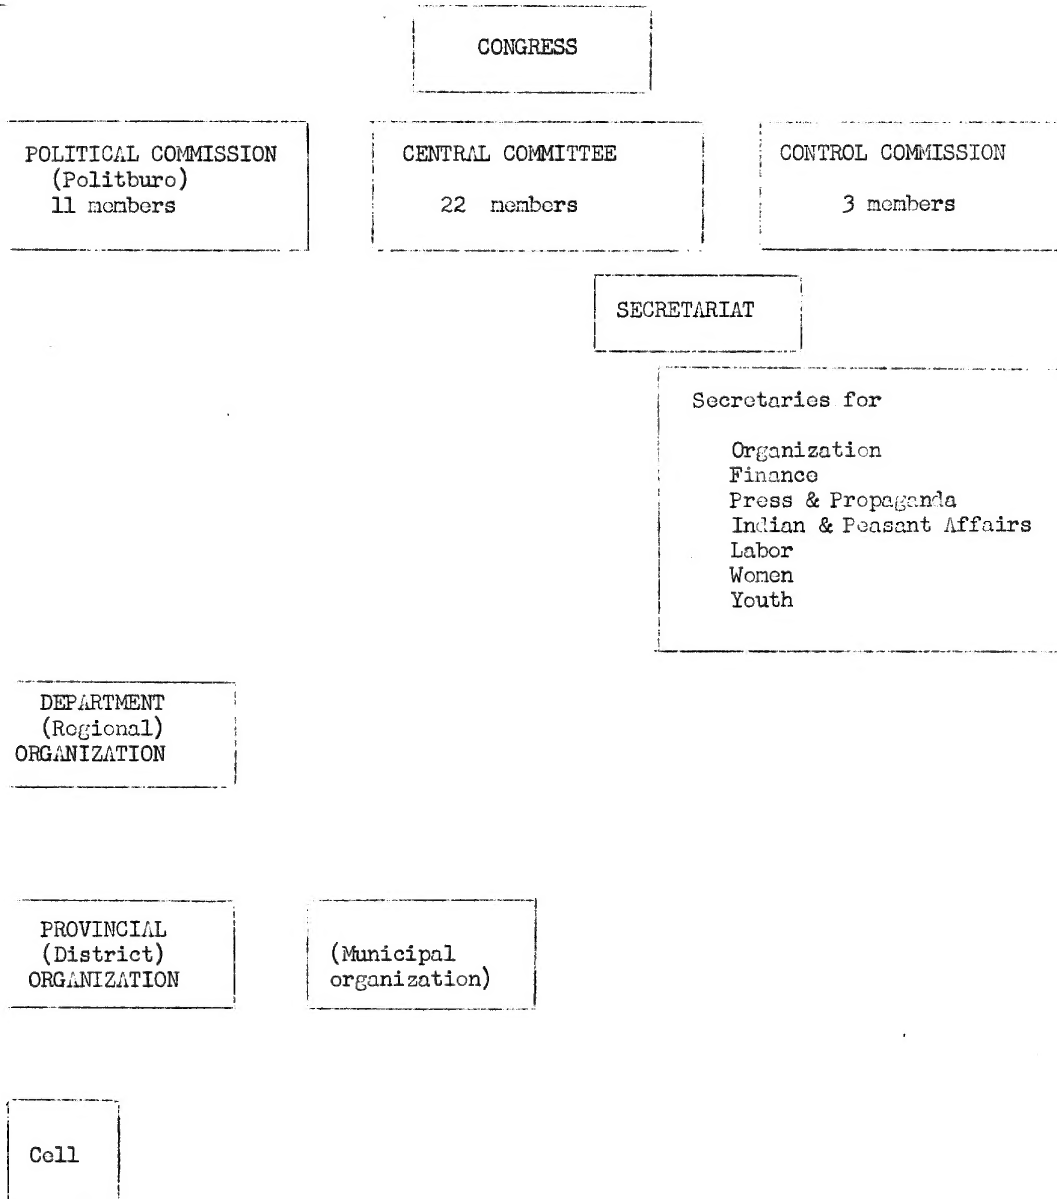 CONGRESS
POLITICAL COMMISSION
(Politburo)
11 members
CENTRAL COMMITTEE
22 members
CONTROL COMMISSION
3 members
SECRETARIAT
Secretaries for
Organization
Finance
Press & Propaganda
Indian & Peasant Affairs
Labor
Women
Youth
DEPARTMENT
(Regional)
ORGANIZATION
PROVINCIAL
(District)
ORGANIZATION
(Municipal
organization)
Cell